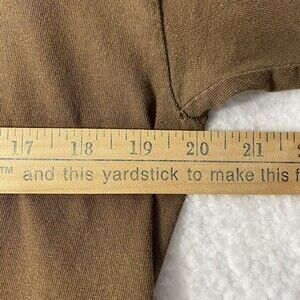 17 18 19 20 21
™ and this yardstick to make this f